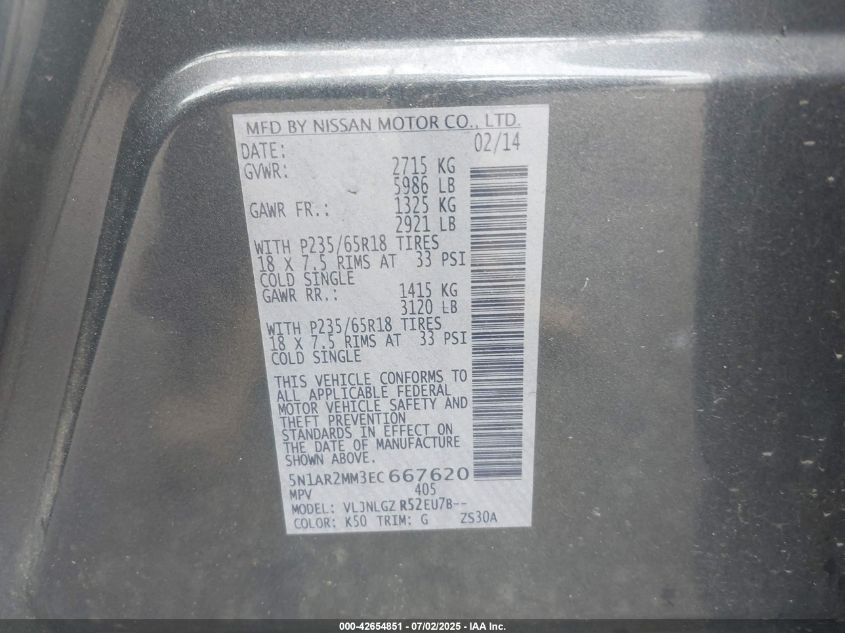 MFD BY NISSAN MOTOR CO., LTD.
DATE: 02/14
GVWR: 2715 KG
5986 LB
GAWR FR.: 1325 KG
2921 LB
WITH P235/65R18 TIRES
18 X 7.5 RIMS AT 33 PSI
COLD SINGLE
GAWR RR.: 1415 KG
3120 LB
WITH P235/65R18 TIRES
18 X 7.5 RIMS AT 33 PSI
COLD SINGLE
THIS VEHICLE CONFORMS TO
ALL APPLICABLE FEDERAL
MOTOR VEHICLE SAFETY AND
THEFT PREVENTION
STANDARDS IN EFFECT ON
THE DATE OF MANUFACTURE
SHOWN ABOVE.
5N1AR2MM3EC 667620
MPV 405
MODEL: VLJNLGZ R52EU7B--
COLOR: K50 TRIM: G ZS30A
000-42654851 - 07/02/2025 - IAA Inc.